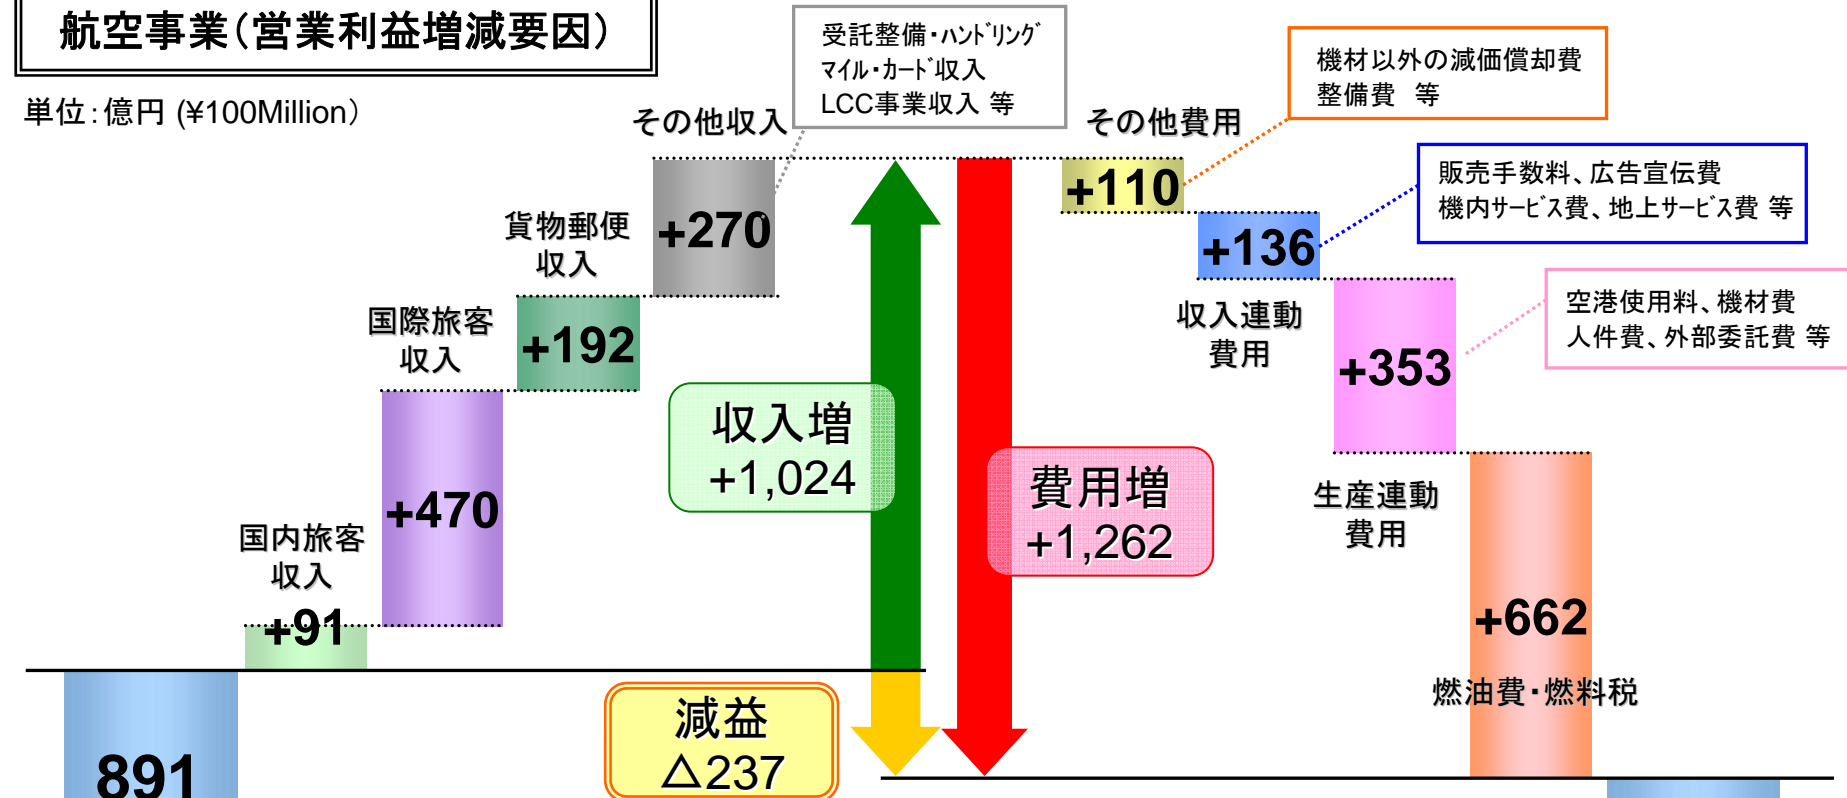 航空事業（営業利益増減要因）
単位：億円 (¥100Million）
受託整備・ﾊﾝﾄﾞﾘﾝｸﾞ
ﾏｲﾙ・ｶｰﾄﾞ収入
LCC事業収入 等
機材以外の減価償却費
整備費　等
その他収入
その他費用
+110
販売手数料、広告宣伝費
機内ｻｰﾋﾞｽ費、地上ｻｰﾋﾞｽ費 等
貨物郵便
収入
+270
+136
国際旅客
収入
+192
収入連動
費用
空港使用料、機材費
人件費、外部委託費 等
+353
収入増
+1,024
費用増
+1,262
+470
国内旅客
収入
+91
生産連動
費用
+662
燃油費・燃料税
減益
△237
891